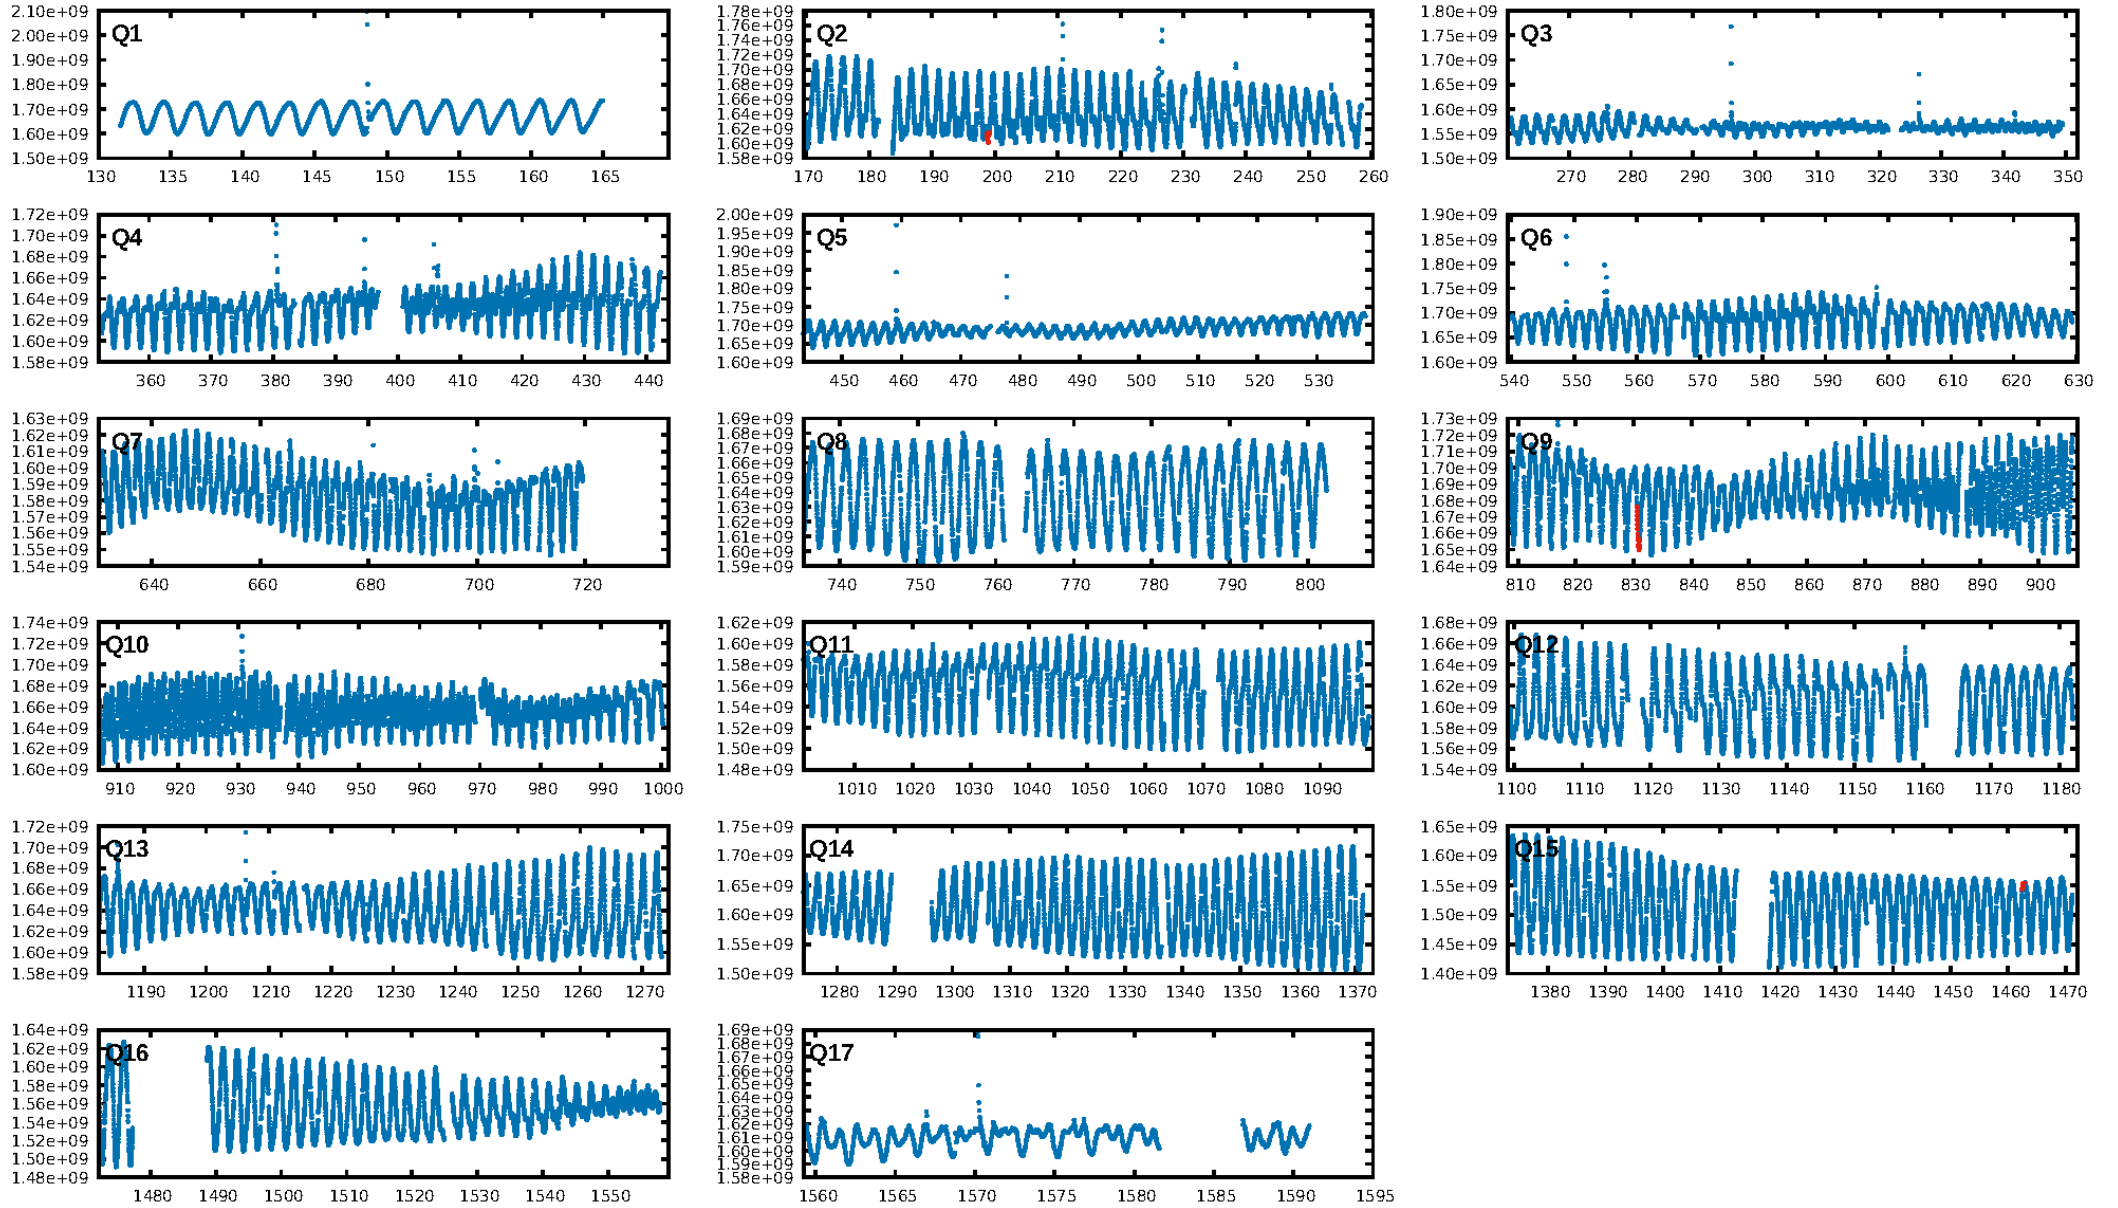 Q1
2.10e+09
2.00e+09
1.90e+09
1.80e+09
1.70e+09
1.60e+09
1.50e+09
130 135 140 145 150 155 160 165
Q2
1.78e+09
1.76e+09
1.74e+09
1.72e+09
1.70e+09
1.68e+09
1.66e+09
1.64e+09
1.62e+09
1.60e+09
1.58e+09
170 180 190 200 210 220 230 240 250 260
Q3
1.80e+09
1.75e+09
1.70e+09
1.65e+09
1.60e+09
1.55e+09
1.50e+09
270 280 290 300 310 320 330 340 350
Q4
1.72e+09
1.70e+09
1.68e+09
1.66e+09
1.64e+09
1.62e+09
1.60e+09
1.58e+09
360 370 380 390 400 410 420 430 440
Q5
2.00e+09
1.95e+09
1.90e+09
1.85e+09
1.80e+09
1.75e+09
1.70e+09
1.65e+09
1.60e+09
450 460 470 480 490 500 510 520 530
Q6
1.90e+09
1.85e+09
1.80e+09
1.75e+09
1.70e+09
1.65e+09
1.60e+09
540 550 560 570 580 590 600 610 620 630
Q7
1.63e+09
1.62e+09
1.61e+09
1.60e+09
1.59e+09
1.58e+09
1.57e+09
1.56e+09
1.55e+09
1.54e+09
640 660 680 700 720
Q8
1.69e+09
1.68e+09
1.67e+09
1.66e+09
1.65e+09
1.64e+09
1.63e+09
1.62e+09
1.61e+09
1.60e+09
1.59e+09
740 750 760 770 780 790 800
Q9
1.73e+09
1.72e+09
1.71e+09
1.70e+09
1.69e+09
1.68e+09
1.67e+09
1.66e+09
1.65e+09
1.64e+09
810 820 830 840 850 860 870 880 890 900
Q10
1.74e+09
1.72e+09
1.70e+09
1.68e+09
1.66e+09
1.64e+09
1.62e+09
1.60e+09
910 920 930 940 950 960 970 980 990 1000
Q11
1.62e+09
1.60e+09
1.58e+09
1.56e+09
1.54e+09
1.52e+09
1.50e+09
1.48e+09
1010 1020 1030 1040 1050 1060 1070 1080 1090
Q12
1.68e+09
1.66e+09
1.64e+09
1.62e+09
1.60e+09
1.58e+09
1.56e+09
1.54e+09
1100 1110 1120 1130 1140 1150 1160 1170 1180
Q13
1.72e+09
1.70e+09
1.68e+09
1.66e+09
1.64e+09
1.62e+09
1.60e+09
1.58e+09
1190 1200 1210 1220 1230 1240 1250 1260 1270
Q14
1.75e+09
1.70e+09
1.65e+09
1.60e+09
1.55e+09
1.50e+09
1280 1290 1300 1310 1320 1330 1340 1350 1360 1370
Q15
1.65e+09
1.60e+09
1.55e+09
1.50e+09
1.45e+09
1.40e+09
1380 1390 1400 1410 1420 1430 1440 1450 1460 1470
Q16
1.64e+09
1.62e+09
1.60e+09
1.58e+09
1.56e+09
1.54e+09
1.52e+09
1.50e+09
1.48e+09
1480 1490 1500 1510 1520 1530 1540 1550
Q17
1.69e+09
1.68e+09
1.67e+09
1.66e+09
1.65e+09
1.64e+09
1.63e+09
1.62e+09
1.61e+09
1.60e+09
1.59e+09
1.58e+09
1560 1565 1570 1575 1580 1585 1590 1595